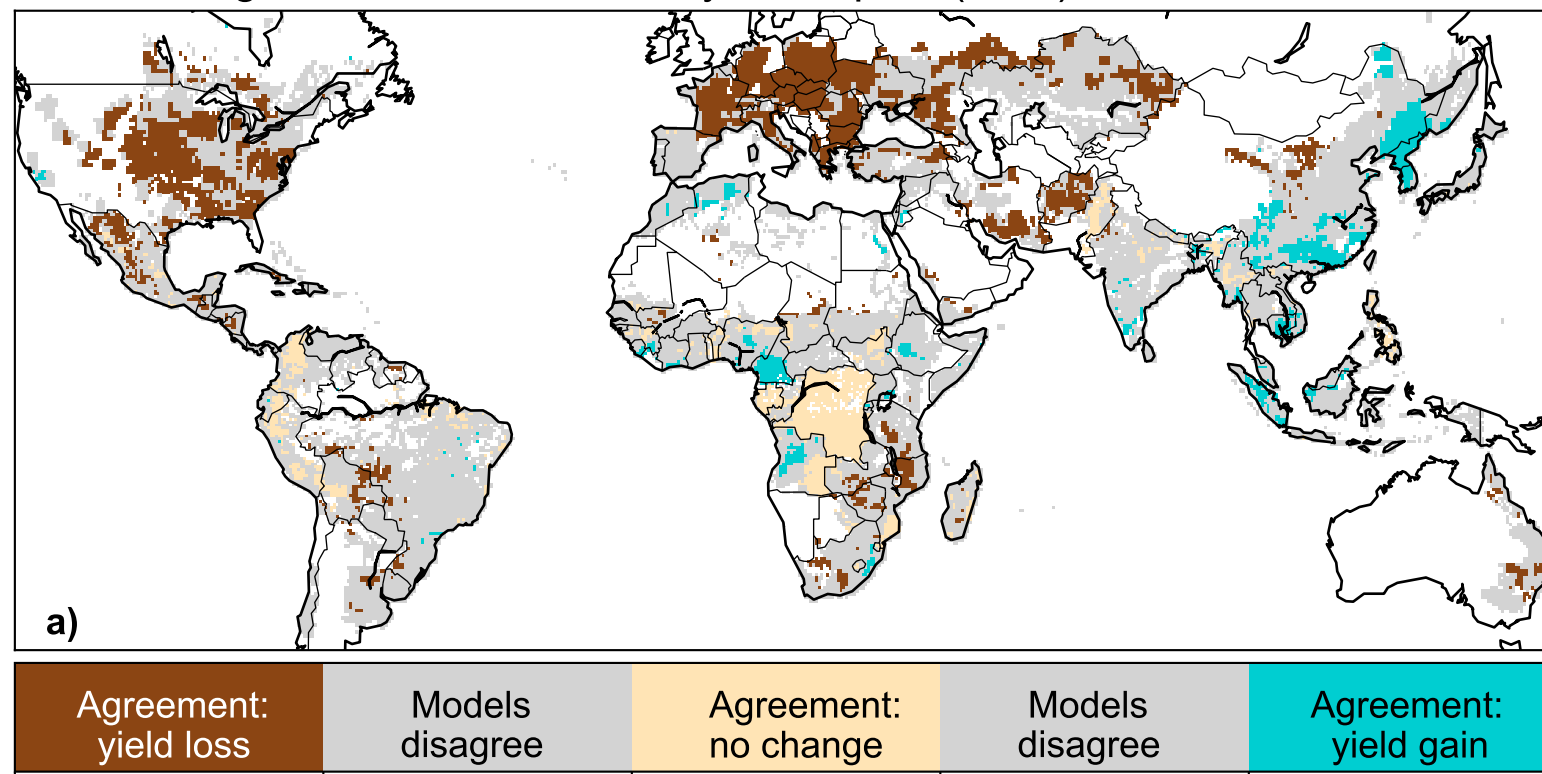 a)
Agreement:
yield loss
Models
disagree
Agreement:
no change
Models
disagree
Agreement:
yield gain